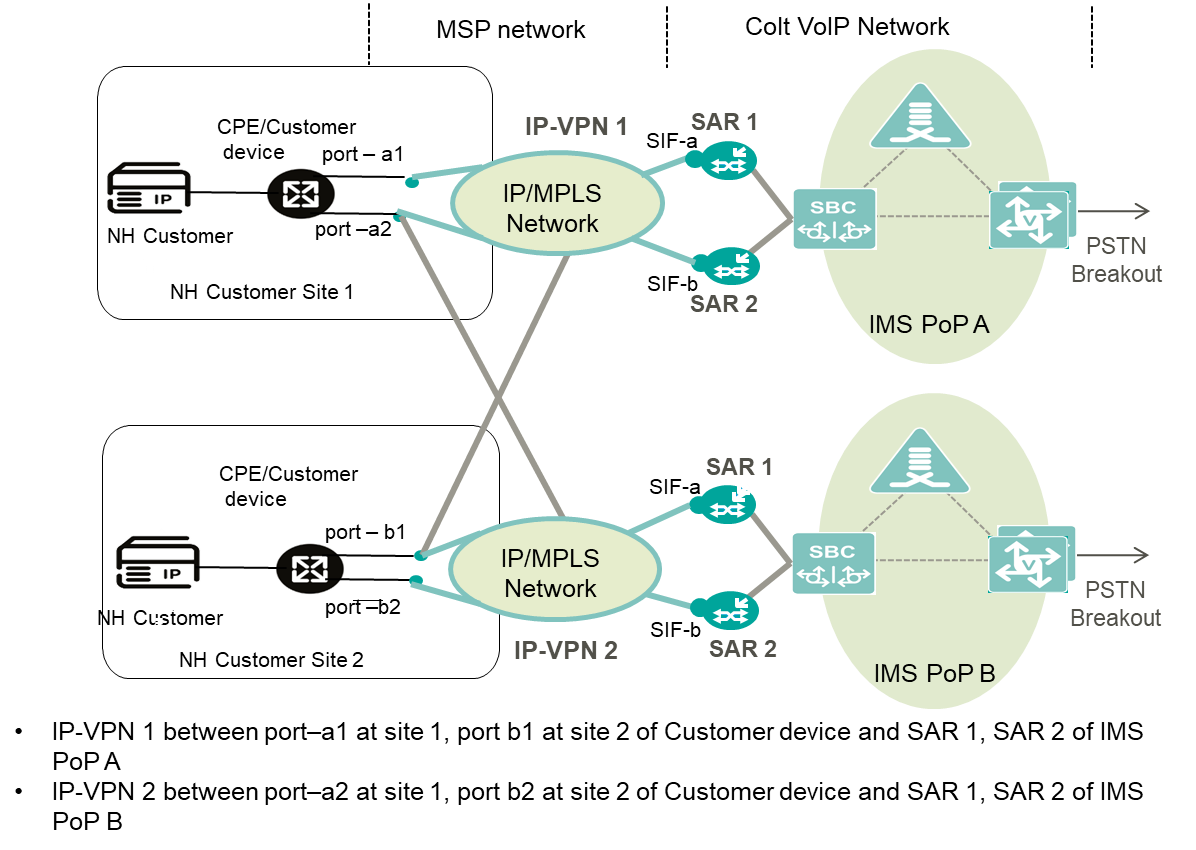 MSP network
Colt VoIP Network
CPE/Customer
device
port – a1
IP-VPN 1
SIF-a
SAR 1
IP
IP/MPLS
Network
SBC
V
NH Customer
port –a2
PSTN
Breakout
SIF-b
SAR 2
NH Customer Site 1
IMS PoP A
CPE/Customer
device
SIF-a
SAR 1
port – b1
IP
IP/MPLS
Network
SBC
V
NH Customer
port –b2
PSTN
Breakout
SIF-b
SAR 2
NH Customer Site 2
IP-VPN 2
IMS PoP B
• IP-VPN 1 between port–a1 at site 1, port b1 at site 2 of Customer device and SAR 1, SAR 2 of IMS
PoP A
• IP-VPN 2 between port–a2 at site 1, port b2 at site 2 of Customer device and SAR 1, SAR 2 of IMS
PoP B